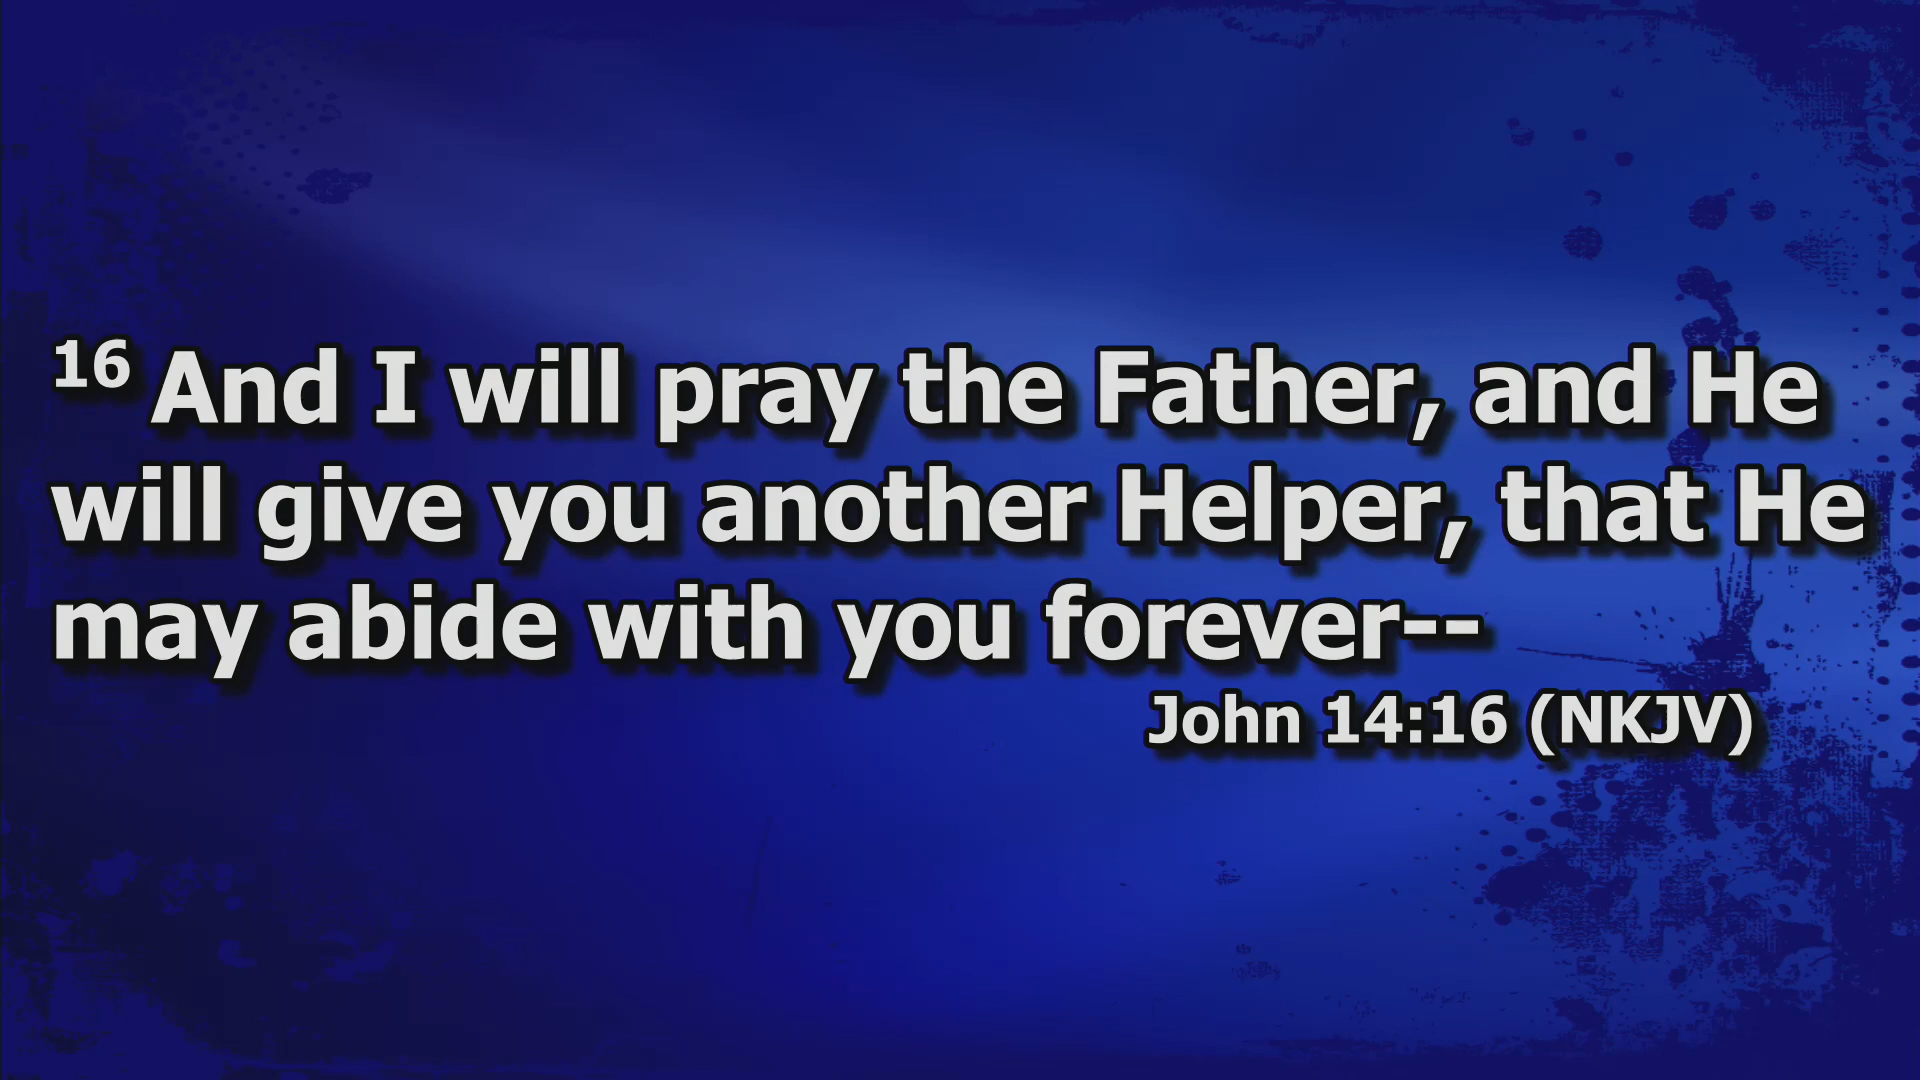 16 And I will pray the Father, and He
will give you another Helper, that He
may abide with you forever--
John 14:16 (NKJV)